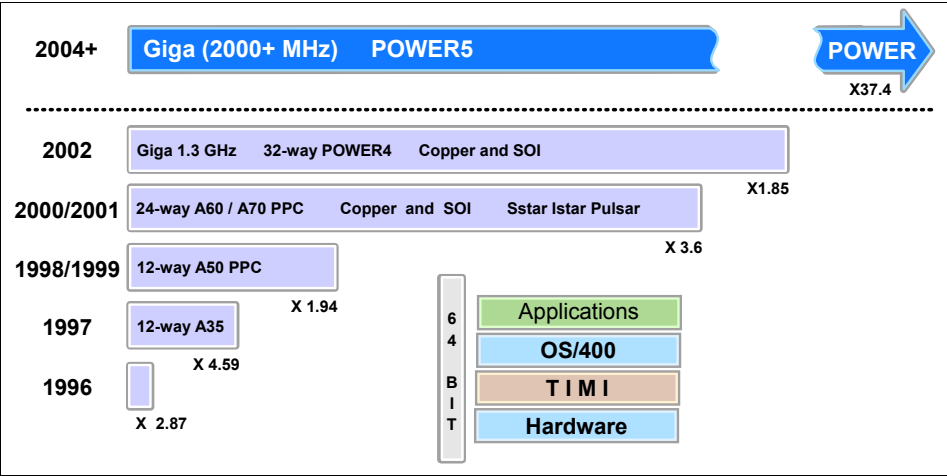 2004+ Giga (2000+ MHz) POWER5 POWER
X37.4
2002 Giga 1.3 GHz 32-way POWER4 Copper and SOI
X1.85
2000/2001 24-way A60 / A70 PPC Copper and SOI Sstar Istar Pulsar
X 3.6
1998/1999 12-way A50 PPC
X 1.94
1997 12-way A35
X 4.59
1996
X 2.87
64 BIT
Applications
OS/400
T I M I
Hardware